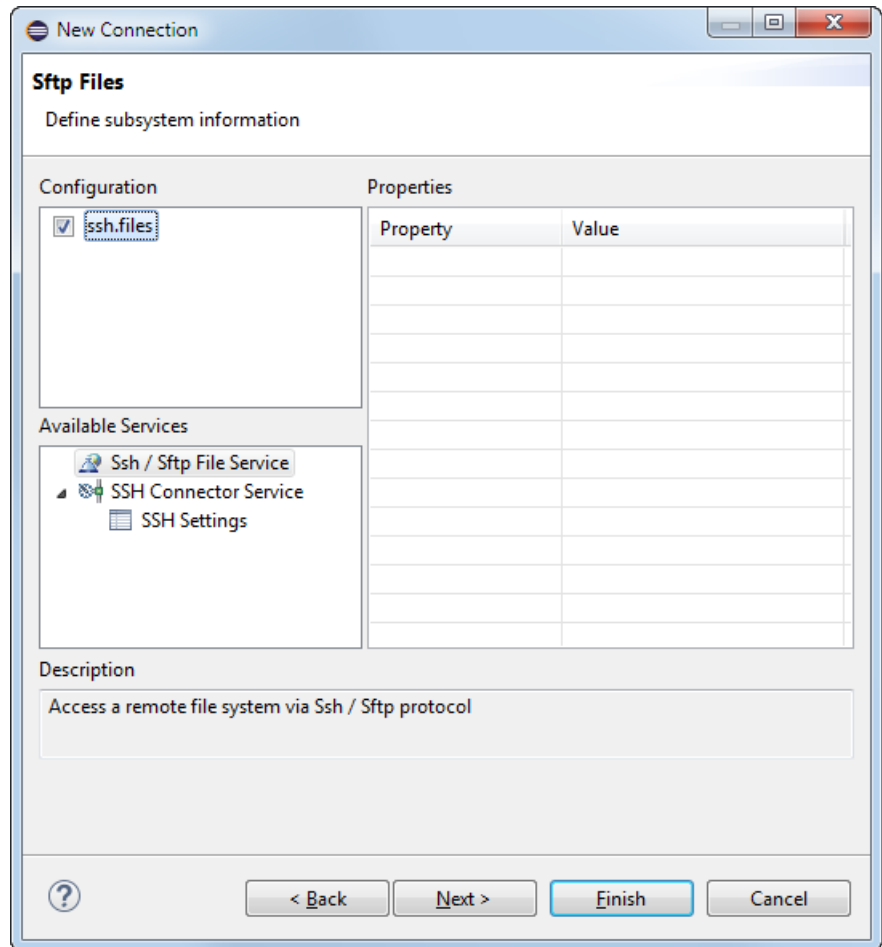 New Connection
Sftp Files
Define subsystem information
Configuration
Properties
ssh.files
Property Value
Available Services
Ssh / Sftp File Service
SSH Connector Service
SSH Settings
Description
Access a remote file system via Ssh / Sftp protocol
? < Back Next > Finish Cancel